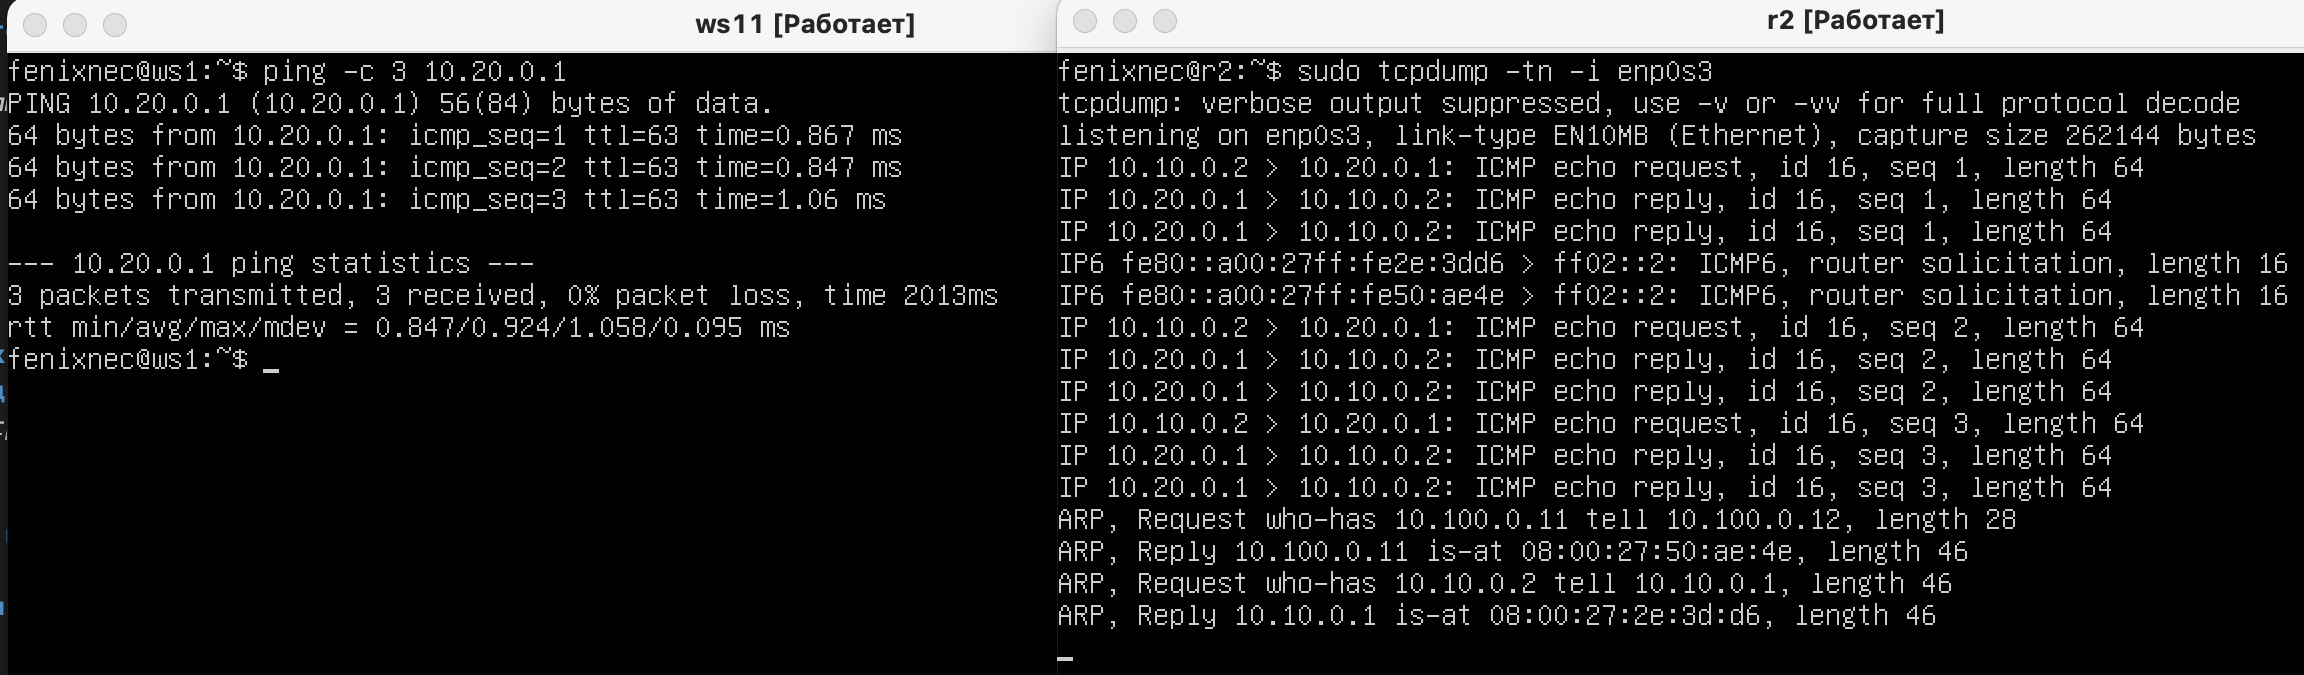 ws11 [Работает]
fenixnec@ws1:~$ ping -c 3 10.20.0.1
PING 10.20.0.1 (10.20.0.1) 56(84) bytes of data.
64 bytes from 10.20.0.1: icmp_seq=1 ttl=63 time=0.867 ms
64 bytes from 10.20.0.1: icmp_seq=2 ttl=63 time=0.847 ms
64 bytes from 10.20.0.1: icmp_seq=3 ttl=63 time=1.06 ms
--- 10.20.0.1 ping statistics ---
3 packets transmitted, 3 received, 0% packet loss, time 2013ms
rtt min/avg/max/mdev = 0.847/0.924/1.058/0.095 ms
fenixnec@ws1:~$ _
r2 [Работает]
fenixnec@r2:~$ sudo tcpdump -tn -i enp0s3
tcpdump: verbose output suppressed, use -v or -vv for full protocol decode
listening on enp0s3, link-type EN10MB (Ethernet), capture size 262144 bytes
IP 10.10.0.2 > 10.20.0.1: ICMP echo request, id 16, seq 1, length 64
IP 10.20.0.1 > 10.10.0.2: ICMP echo reply, id 16, seq 1, length 64
IP 10.20.0.1 > 10.10.0.2: ICMP echo reply, id 16, seq 1, length 64
IP6 fe80::a00:27ff:fe2e:3dd6 > ff02::2: ICMP6, router solicitation, length 16
IP6 fe80::a00:27ff:fe50:ae4e > ff02::2: ICMP6, router solicitation, length 16
IP 10.10.0.2 > 10.20.0.1: ICMP echo request, id 16, seq 2, length 64
IP 10.20.0.1 > 10.10.0.2: ICMP echo reply, id 16, seq 2, length 64
IP 10.20.0.1 > 10.10.0.2: ICMP echo reply, id 16, seq 2, length 64
IP 10.10.0.2 > 10.20.0.1: ICMP echo request, id 16, seq 3, length 64
IP 10.20.0.1 > 10.10.0.2: ICMP echo reply, id 16, seq 3, length 64
IP 10.20.0.1 > 10.10.0.2: ICMP echo reply, id 16, seq 3, length 64
ARP, Request who-has 10.100.0.11 tell 10.100.0.12, length 28
ARP, Reply 10.100.0.11 is-at 08:00:27:50:ae:4e, length 46
ARP, Request who-has 10.10.0.2 tell 10.10.0.1, length 46
ARP, Reply 10.10.0.1 is-at 08:00:27:2e:3d:d6, length 46
_